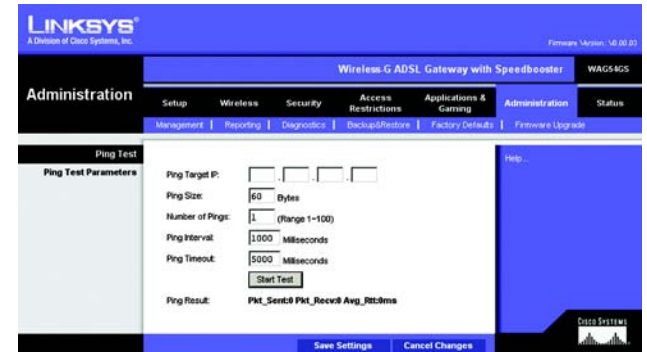 LINKSYS®
A Division of Cisco Systems, Inc.
Firmware Version: V0.00.03
Wireless-G ADSL Gateway with Speedbooster WAG54GS
Administration
Setup Wireless Security Access Restrictions Applications & Gaming Administration Status
Management | Reporting | Diagnostics | Backup&Restore | Factory Defaults | Firmware Upgrade
Ping Test
Ping Test Parameters
Help...
Ping Target IP: . . .
Ping Size: 60 Bytes
Number of Pings: 1 (Range 1~100)
Ping Interval: 1000 Milliseconds
Ping Timeout: 5000 Milliseconds
Start Test
Ping Result: Pkt_Sent:0 Pkt_Recv:0 Avg_Rtt:0ms
CISCO SYSTEMS
Save Settings Cancel Changes